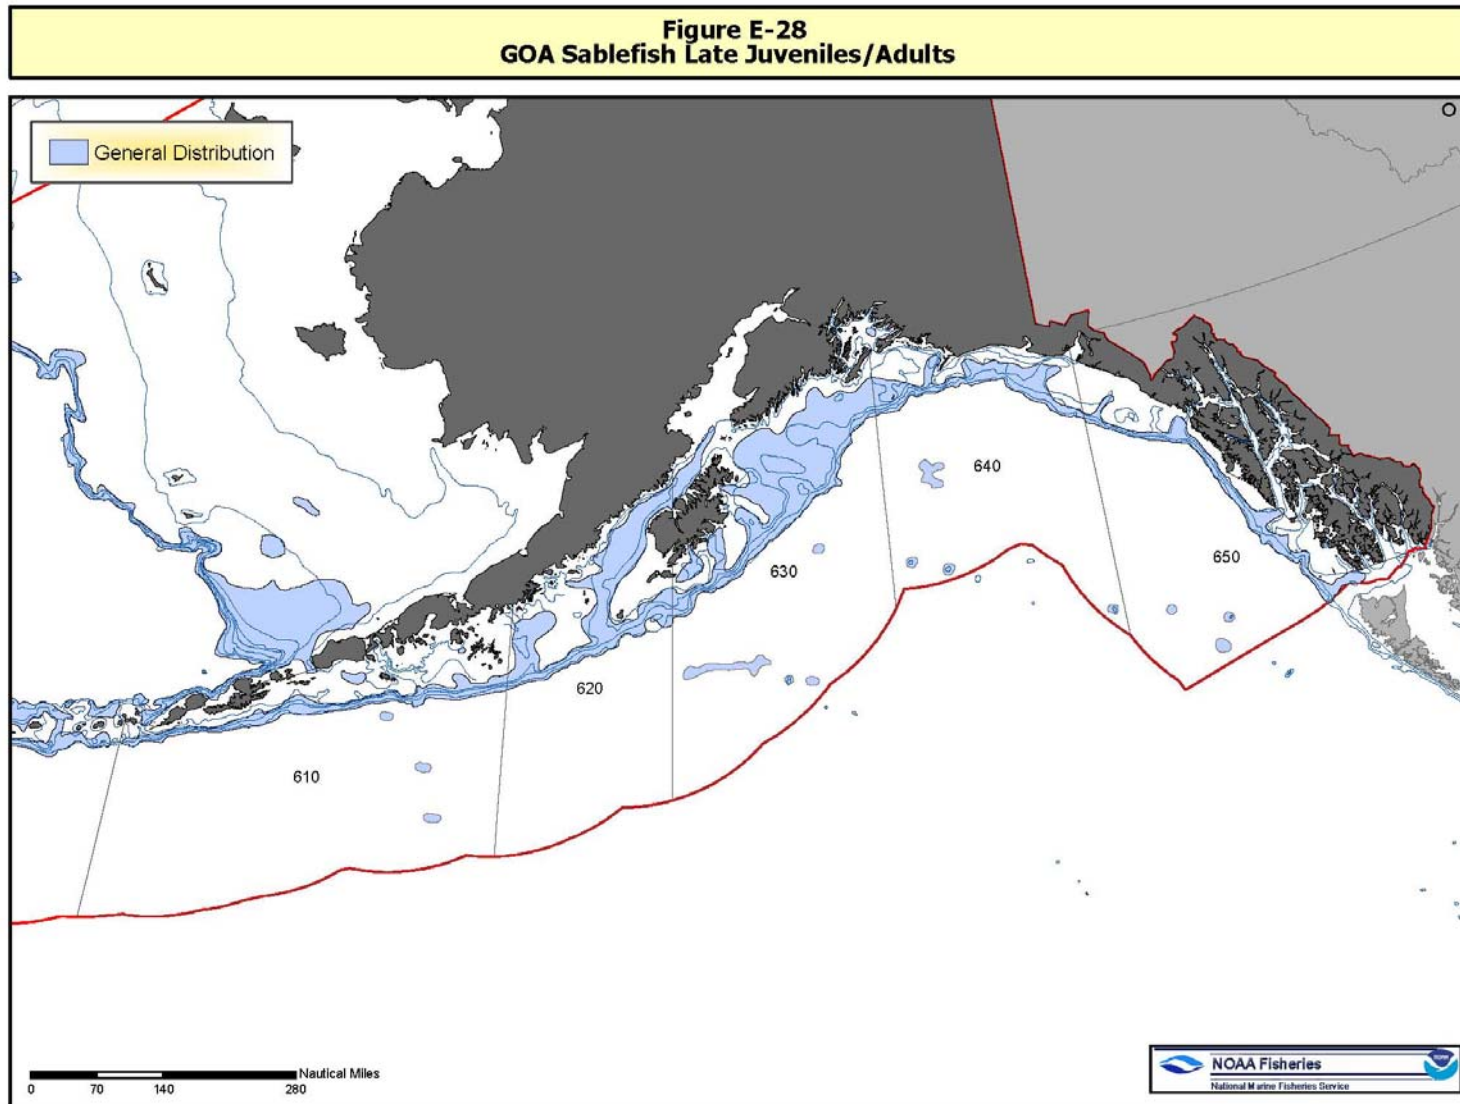 Figure E-28
GOA Sablefish Late Juveniles/Adults
General Distribution
640
650
630
620
610
Nautical Miles
0 70 140 280
NOAA Fisheries
National Marine Fisheries Service